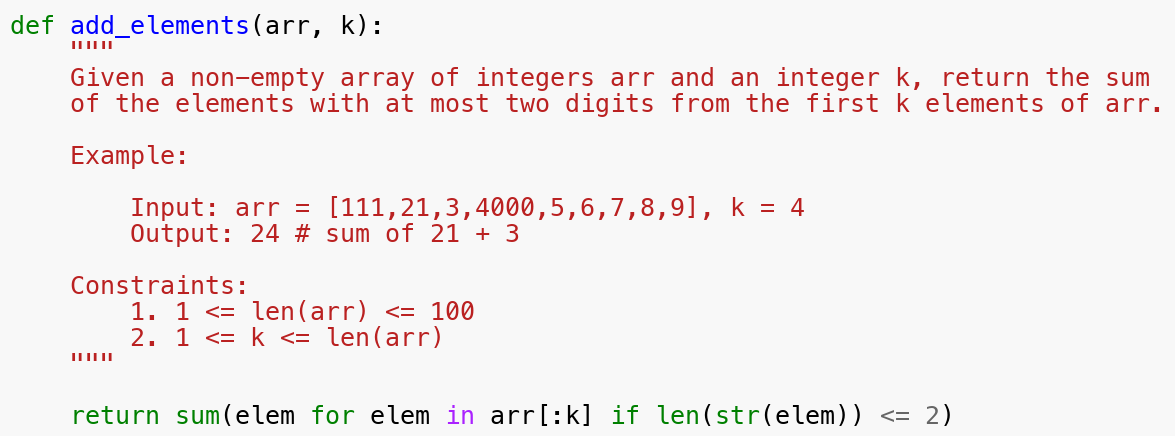 def add_elements(arr, k):
    """
    Given a non-empty array of integers arr and an integer k, return the sum
    of the elements with at most two digits from the first k elements of arr.

    Example:

        Input: arr = [111,21,3,4000,5,6,7,8,9], k = 4
        Output: 24 # sum of 21 + 3

    Constraints:
        1. 1 <= len(arr) <= 100
        2. 1 <= k <= len(arr)
    """

    return sum(elem for elem in arr[:k] if len(str(elem)) <= 2)